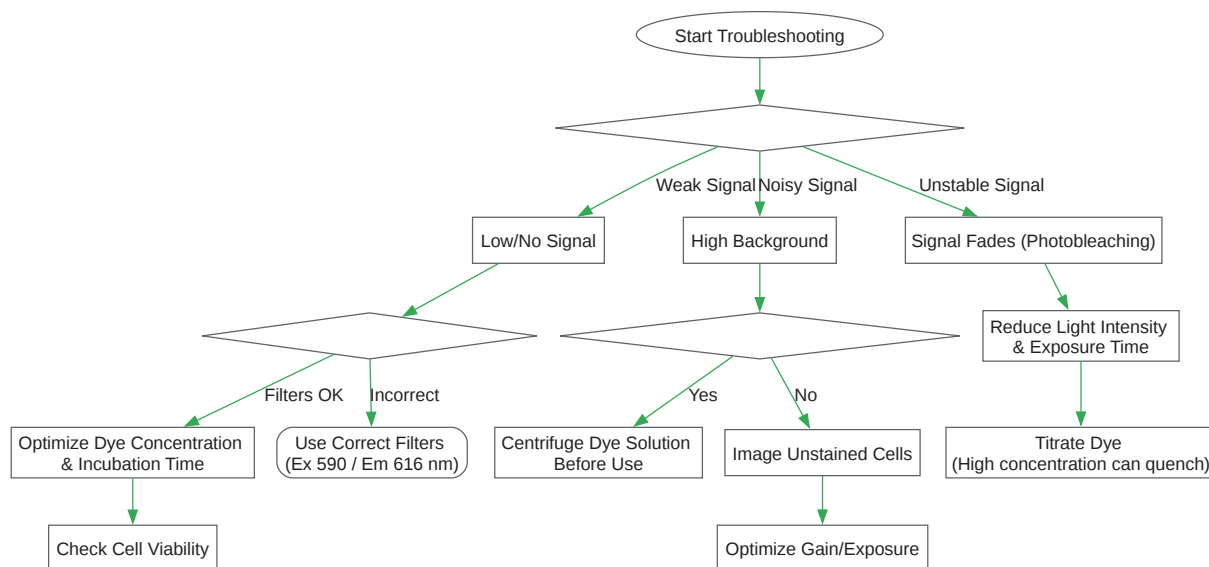 Start Troubleshooting
Weak Signal
Noisy Signal
Unstable Signal
Low/No Signal
High Background
Signal Fades (Photobleaching)
Reduce Light Intensity
& Exposure Time
Filters OK
Incorrect
Yes
No
Optimize Dye Concentration
& Incubation Time
Use Correct Filters
(Ex 590 / Em 616 nm)
Centrifuge Dye Solution
Before Use
Image Unstained Cells
Titrate Dye
(High concentration can quench)
Check Cell Viability
Optimize Gain/Exposure